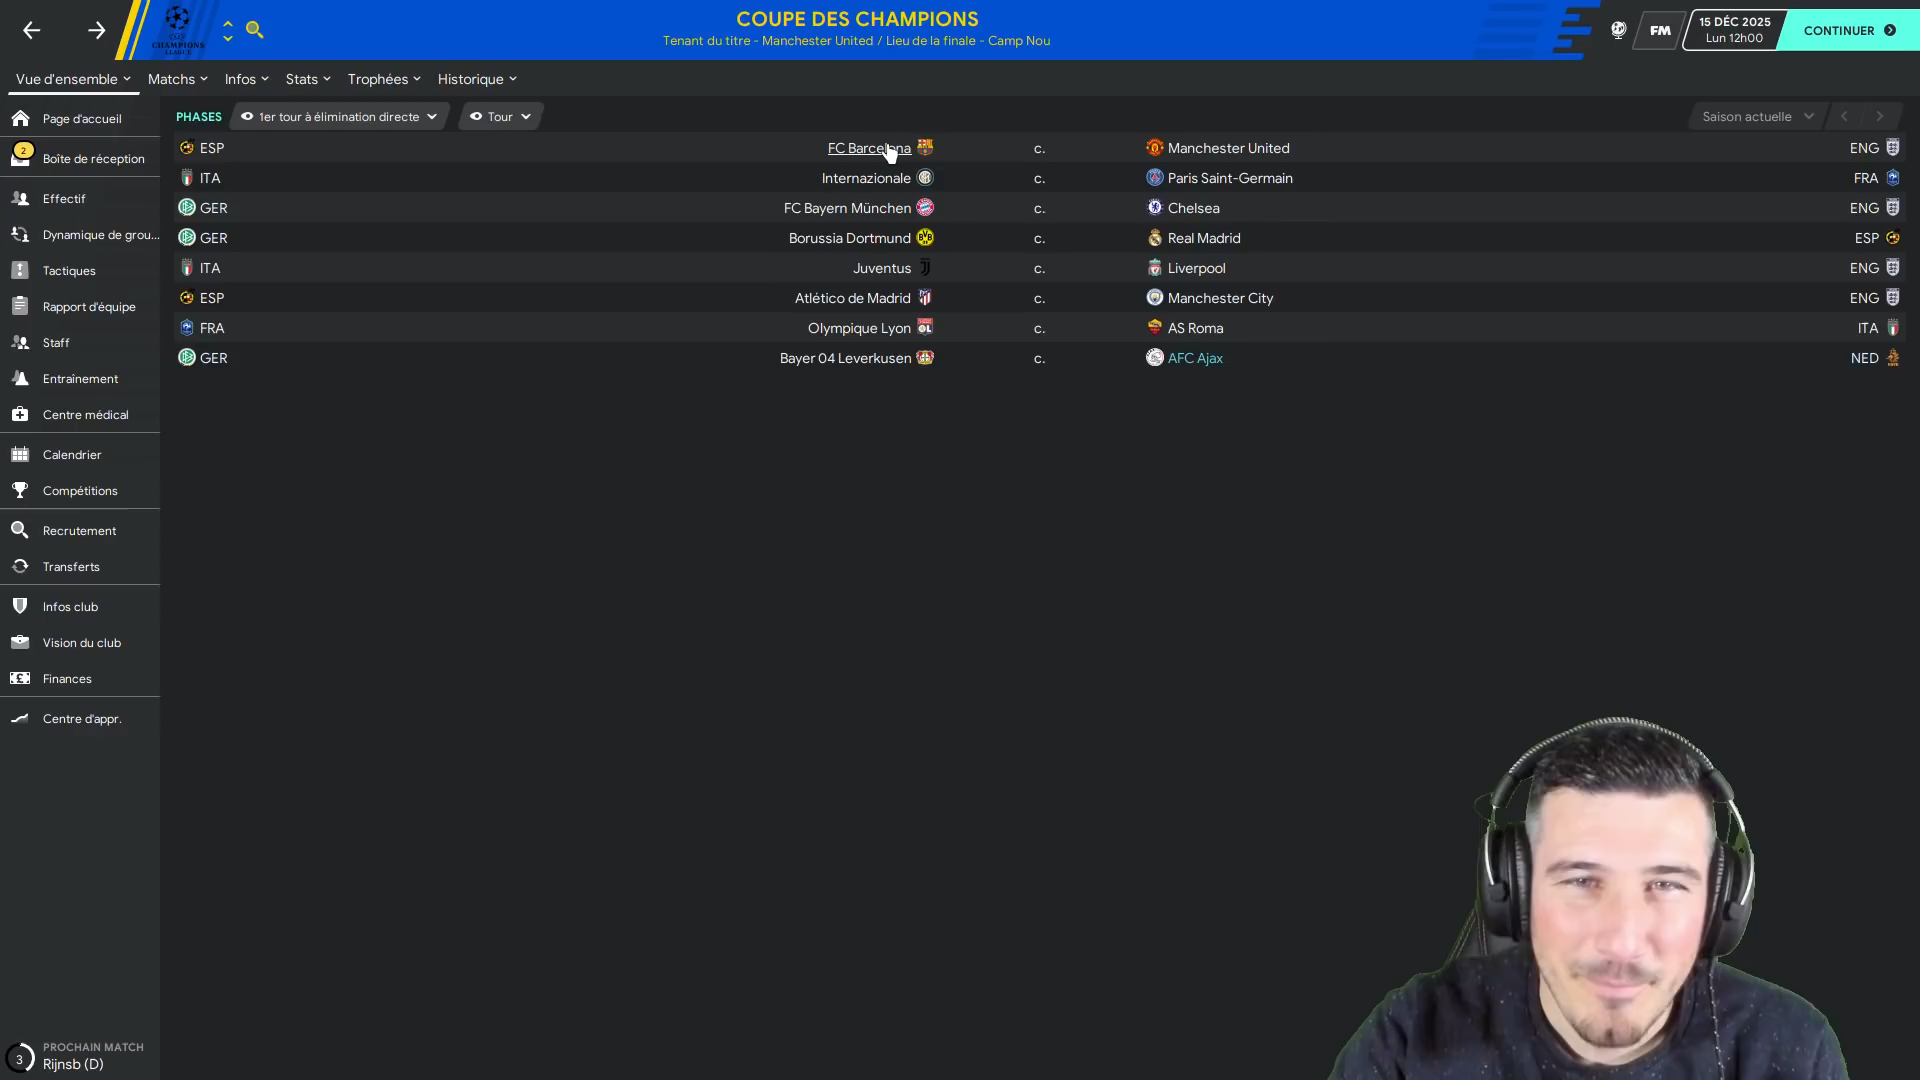 COUPE DES CHAMPIONS
Tenant du titre - Manchester United / Lieu de la finale - Camp Nou
CHAMPIONS
LEAGUE
FM
15 DÉC 2025
Lun 12h00
CONTINUER
Vue d'ensemble
Matchs
Infos
Stats
Trophées
Historique
PHASES
1er tour à élimination directe
Tour
Saison actuelle
Page d'accueil
2
Boîte de réception
Effectif
Dynamique de grou...
Tactiques
Rapport d'équipe
Staff
Entraînement
Centre médical
Calendrier
Compétitions
Recrutement
Transferts
Infos club
Vision du club
Finances
Centre d'appr.
ESP FC Barcelona c. Manchester United ENG
ITA Internazionale c. Paris Saint-Germain FRA
GER FC Bayern München c. Chelsea ENG
GER Borussia Dortmund c. Real Madrid ESP
ITA Juventus c. Liverpool ENG
ESP Atlético de Madrid c. Manchester City ENG
FRA Olympique Lyon c. AS Roma ITA
GER Bayer 04 Leverkusen c. AFC Ajax NED
3
PROCHAIN MATCH
Rijnsb (D)